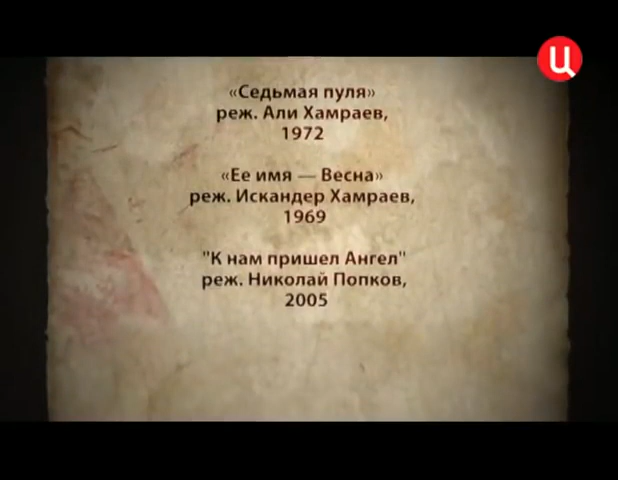 Ц
«Седьмая пуля»
реж. Али Хамраев,
1972
«Ее имя — Весна»
реж. Искандер Хамраев,
1969
"К нам пришел Ангел"
реж. Николай Попков,
2005